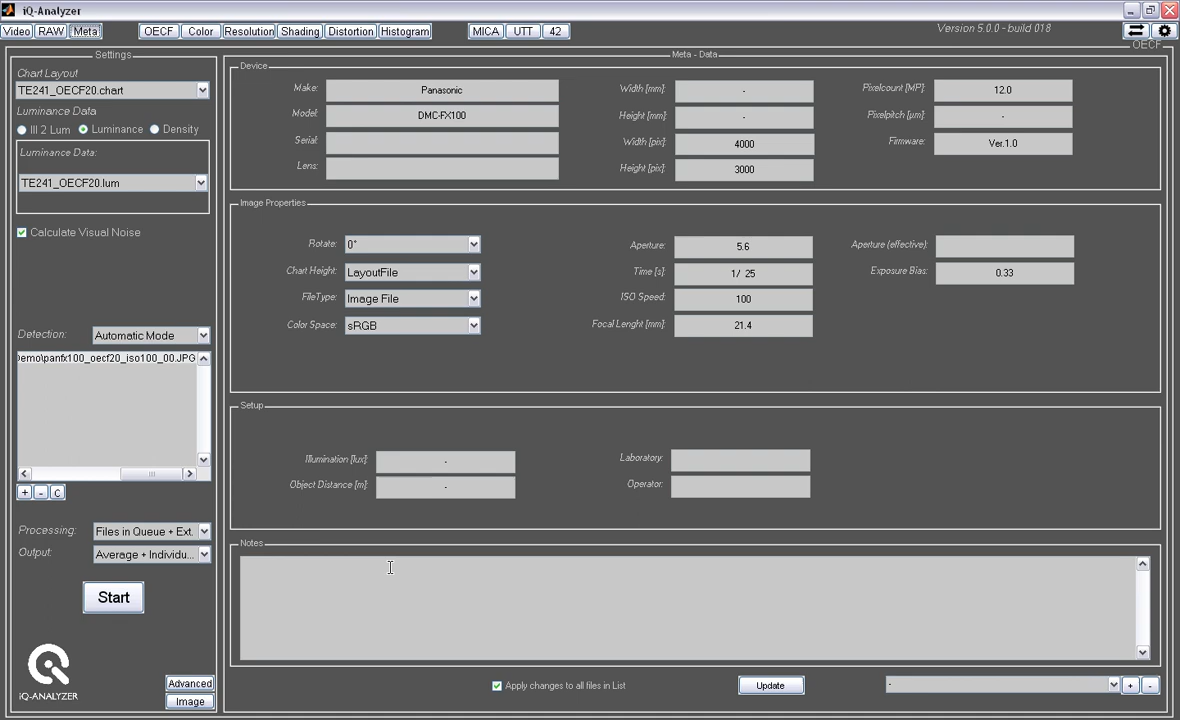 iQ-Analyzer
Video RAW Meta OECF Color Resolution Shading Distortion Histogram MICA UTT 42
Version 5.0.0 - build 018
OECF
Settings
Chart Layout
TE241_OECF20.chart
Luminance Data
Ill 2 Lum Luminance Density
Luminance Data:
TE241_OECF20.lum
Calculate Visual Noise
Detection: Automatic Mode
emo\panfx100_oecf20_iso100_00.JPG
+ - C
Processing: Files in Queue + Ext.
Output: Average + Individu...
Start
iQ-ANALYZER
Advanced
Image
Meta - Data
Device
Make: Panasonic
Model: DMC-FX100
Serial:
Lens:
Width [mm]: -
Height [mm]: -
Width [pix]: 4000
Height [pix]: 3000
Pixelcount [MP]: 12.0
Pixelpitch [µm]: -
Firmware: Ver.1.0
Image Properties
Rotate: 0°
Chart Height: LayoutFile
FileType: Image File
Color Space: sRGB
Aperture: 5.6
Time [s]: 1/ 25
ISO Speed: 100
Focal Lenght [mm]: 21.4
Aperture (effective):
Exposure Bias: 0.33
Setup
Illumination [lux]: -
Object Distance [m]: -
Laboratory:
Operator:
Notes
Apply changes to all files in List
Update
-
+ -